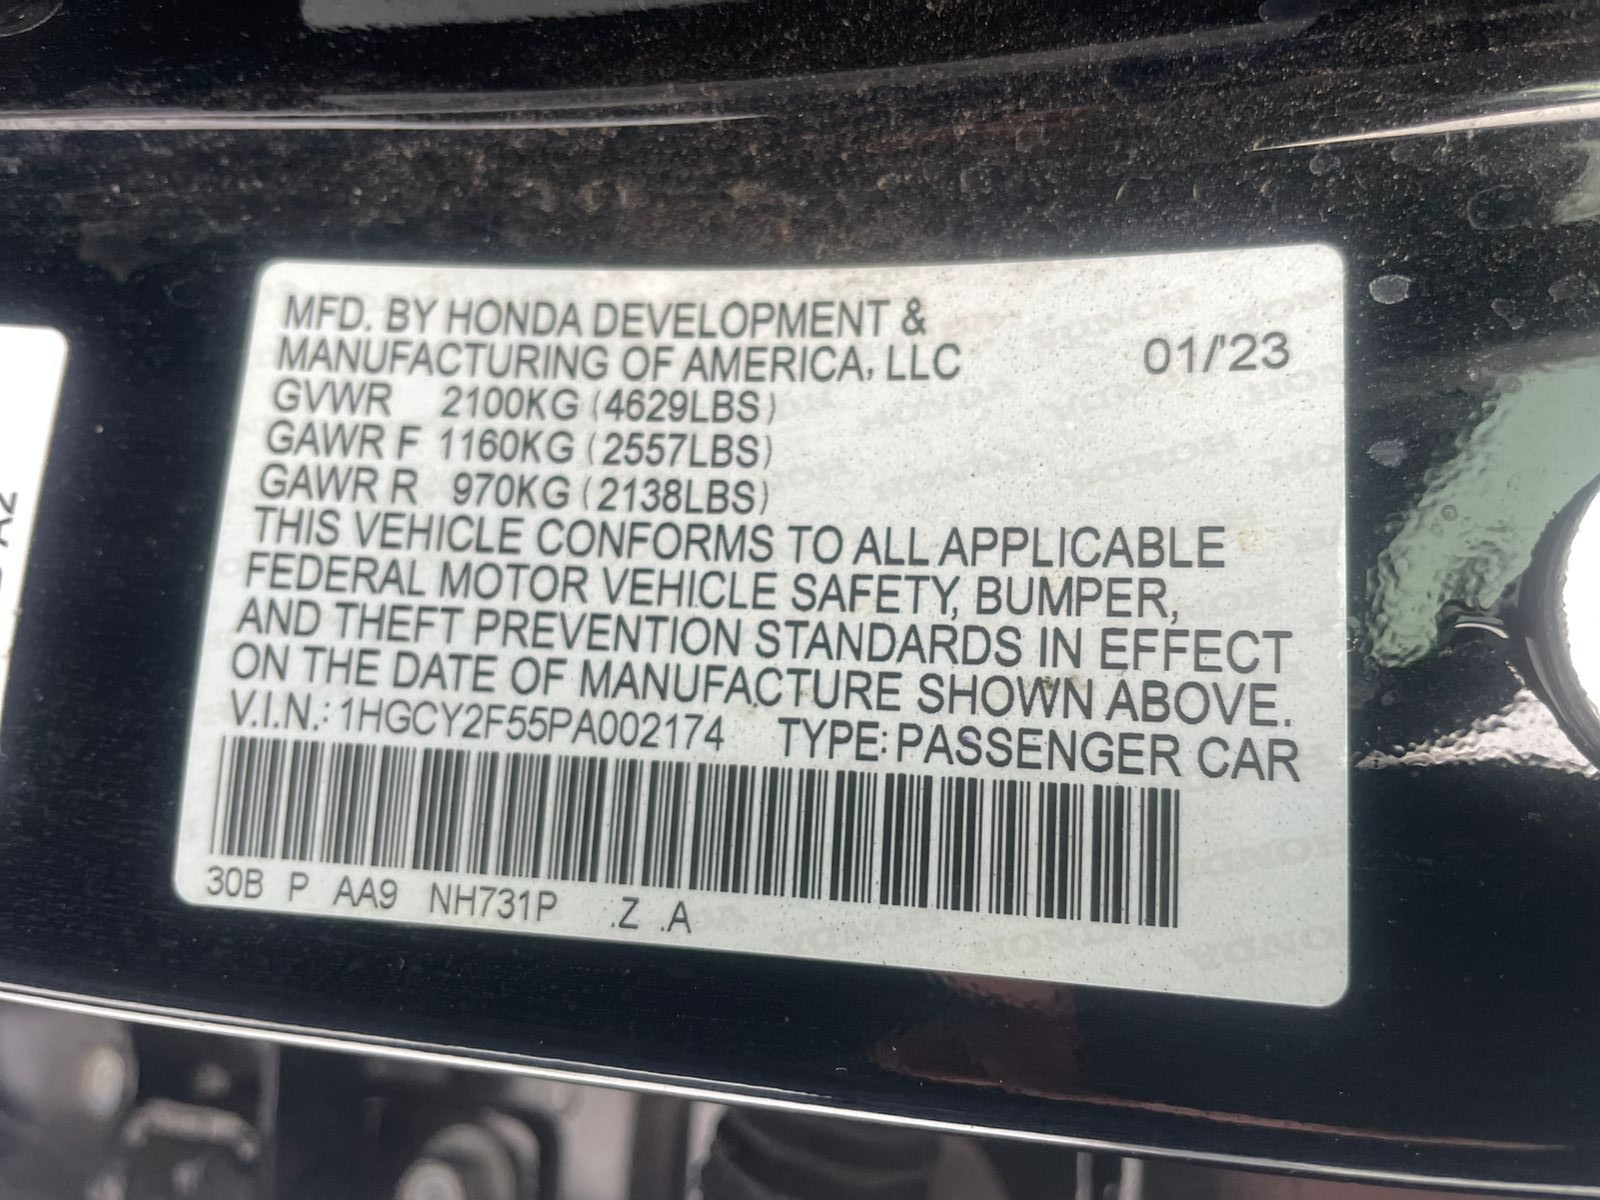 MFD. BY HONDA DEVELOPMENT &
MANUFACTURING OF AMERICA, LLC 01/'23
GVWR 2100KG (4629LBS)
GAWR F 1160KG (2557LBS)
GAWR R 970KG (2138LBS)
THIS VEHICLE CONFORMS TO ALL APPLICABLE
FEDERAL MOTOR VEHICLE SAFETY, BUMPER,
AND THEFT PREVENTION STANDARDS IN EFFECT
ON THE DATE OF MANUFACTURE SHOWN ABOVE.
V.I.N.: 1HGCY2F55PA002174 TYPE: PASSENGER CAR
30B P AA9 NH731P .Z .A